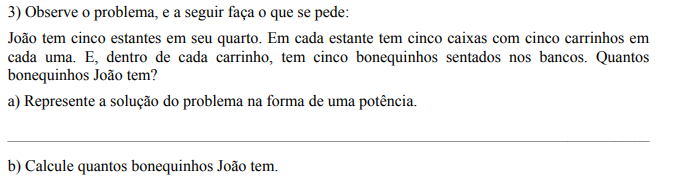 3) Observe o problema, e a seguir faça o que se pede:
João tem cinco estantes em seu quarto. Em cada estante tem cinco caixas com cinco carrinhos em
cada uma. E, dentro de cada carrinho, tem cinco bonequinhos sentados nos bancos. Quantos
bonequinhos João tem?
a) Represente a solução do problema na forma de uma potência.
b) Calcule quantos bonequinhos João tem.